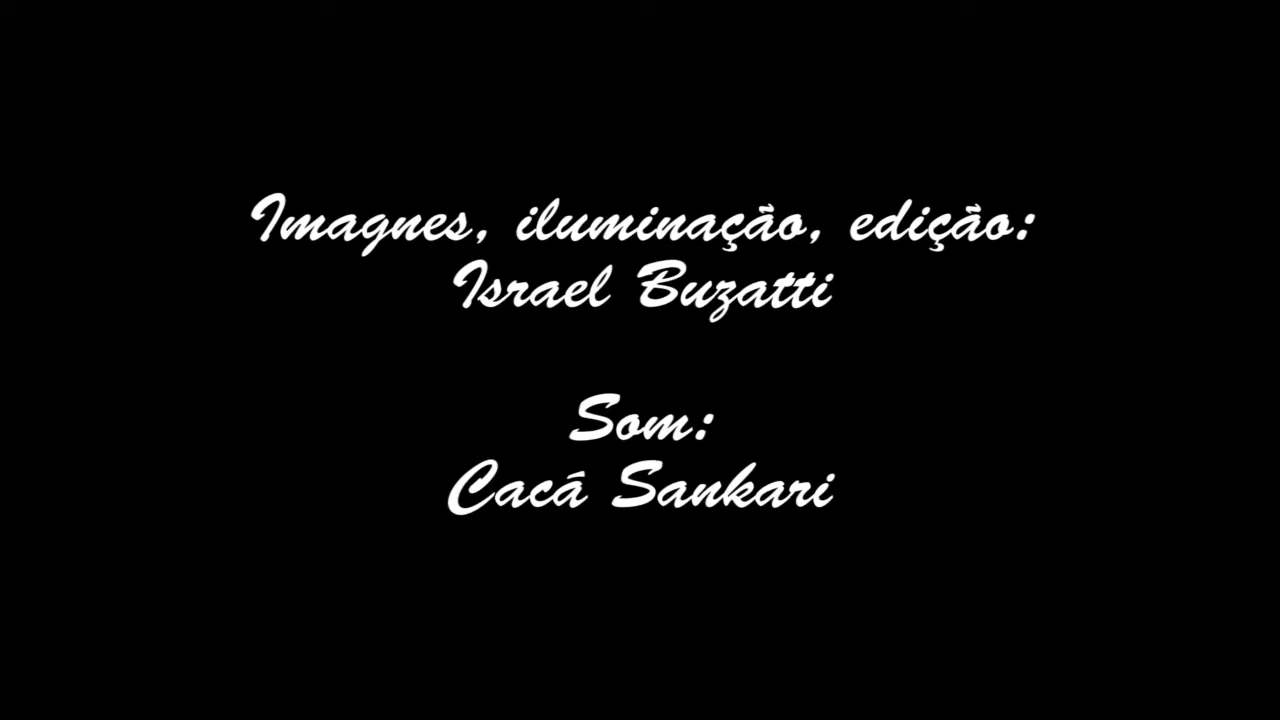 Imagnes, iluminação, edição:
Israel Buzatti
Som:
Cacá Sankari